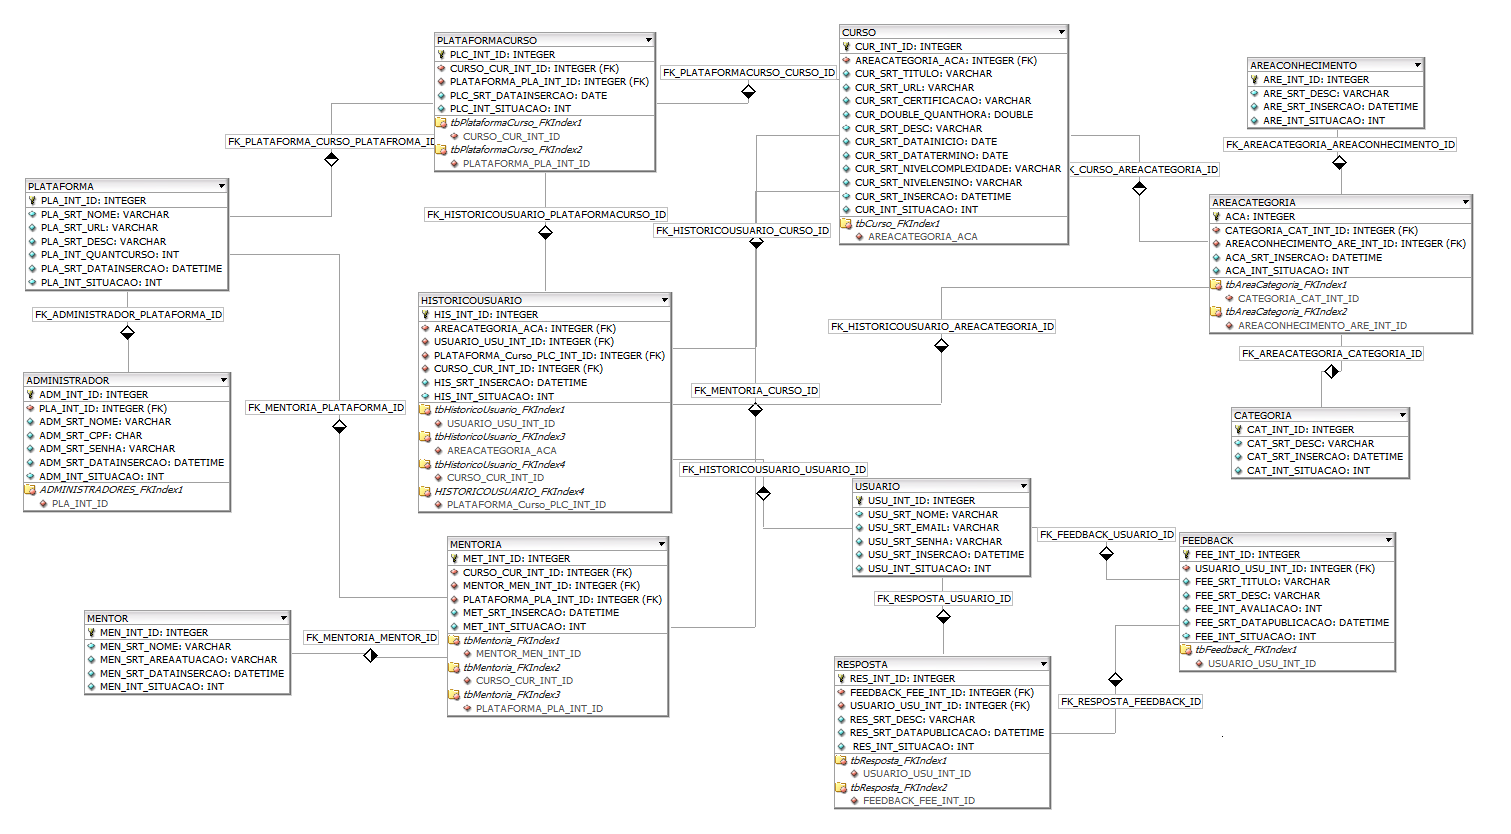 PLATAFORMACURSO
PLC_INT_ID: INTEGER
CURSO_CUR_INT_ID: INTEGER (FK)
PLATAFORMA_PLA_INT_ID: INTEGER (FK)
PLC_SRT_DATAINSERCAO: DATE
PLC_INT_SITUACAO: INT
tbPlataformaCurso_FKIndex1
CURSO_CUR_INT_ID
tbPlataformaCurso_FKIndex2
PLATAFORMA_PLA_INT_ID
FK_PLATAFORMACURSO_CURSO_ID
CURSO
CUR_INT_ID: INTEGER
AREACATEGORIA_ACA: INTEGER (FK)
CUR_SRT_TITULO: VARCHAR
CUR_SRT_URL: VARCHAR
CUR_SRT_CERTIFICACAO: VARCHAR
CUR_DOUBLE_QUANTHORA: DOUBLE
CUR_SRT_DESC: VARCHAR
CUR_SRT_DATAINICIO: DATE
CUR_SRT_DATATERMINO: DATE
CUR_SRT_NIVELCOMPLEXIDADE: VARCHAR
CUR_SRT_NIVELENSINO: VARCHAR
CUR_SRT_INSERCAO: DATETIME
CUR_INT_SITUACAO: INT
tbCurso_FKIndex1
AREACATEGORIA_ACA
AREACONHECIMENTO
ARE_INT_ID: INTEGER
ARE_SRT_DESC: VARCHAR
ARE_SRT_INSERCAO: DATETIME
ARE_INT_SITUACAO: INT
FK_AREACATEGORIA_AREACONHECIMENTO_ID
K_CURSO_AREACATEGORIA_ID
FK_PLATAFORMA_CURSO_PLATAFROMA_ID
PLATAFORMA
PLA_INT_ID: INTEGER
PLA_SRT_NOME: VARCHAR
PLA_SRT_URL: VARCHAR
PLA_SRT_DESC: VARCHAR
PLA_INT_QUANTCURSO: INT
PLA_SRT_DATAINSERCAO: DATETIME
PLA_INT_SITUACAO: INT
FK_HISTORICOUSUARIO_PLATAFORMACURSO_ID
FK_HISTORICOUSUARIO_CURSO_ID
AREACATEGORIA
ACA: INTEGER
CATEGORIA_CAT_INT_ID: INTEGER (FK)
AREACONHECIMENTO_ARE_INT_ID: INTEGER (FK)
ACA_SRT_INSERCAO: DATETIME
ACA_INT_SITUACAO: INT
tbAreaCategoria_FKIndex1
CATEGORIA_CAT_INT_ID
tbAreaCategoria_FKIndex2
AREACONHECIMENTO_ARE_INT_ID
FK_ADMINISTRADOR_PLATAFORMA_ID
HISTORICOUSUARIO
HIS_INT_ID: INTEGER
AREACATEGORIA_ACA: INTEGER (FK)
USUARIO_USU_INT_ID: INTEGER (FK)
PLATAFORMA_Curso_PLC_INT_ID: INTEGER (FK)
CURSO_CUR_INT_ID: INTEGER (FK)
HIS_SRT_INSERCAO: DATETIME
HIS_INT_SITUACAO: INT
tbHistoricoUsuario_FKIndex1
USUARIO_USU_INT_ID
tbHistoricoUsuario_FKIndex3
AREACATEGORIA_ACA
tbHistoricoUsuario_FKIndex4
CURSO_CUR_INT_ID
HISTORICOUSUARIO_FKIndex4
PLATAFORMA_Curso_PLC_INT_ID
FK_HISTORICOUSUARIO_AREACATEGORIA_ID
FK_AREACATEGORIA_CATEGORIA_ID
ADMINISTRADOR
ADM_INT_ID: INTEGER
PLA_INT_ID: INTEGER (FK)
ADM_SRT_NOME: VARCHAR
ADM_SRT_CPF: CHAR
ADM_SRT_SENHA: VARCHAR
ADM_SRT_DATAINSERCAO: DATETIME
ADM_INT_SITUACAO: INT
ADMINISTRADORES_FKIndex1
PLA_INT_ID
FK_MENTORIA_PLATAFORMA_ID
FK_MENTORIA_CURSO_ID
CATEGORIA
CAT_INT_ID: INTEGER
CAT_SRT_DESC: VARCHAR
CAT_SRT_INSERCAO: DATETIME
CAT_INT_SITUACAO: INT
FK_HISTORICOUSUARIO_USUARIO_ID
USUARIO
USU_INT_ID: INTEGER
USU_SRT_NOME: VARCHAR
USU_SRT_EMAIL: VARCHAR
USU_SRT_SENHA: VARCHAR
USU_SRT_INSERCAO: DATETIME
USU_INT_SITUACAO: INT
FK_FEEDBACK_USUARIO_ID
FEEDBACK
FEE_INT_ID: INTEGER
USUARIO_USU_INT_ID: INTEGER (FK)
FEE_SRT_TITULO: VARCHAR
FEE_SRT_DESC: VARCHAR
FEE_INT_AVALIACAO: INT
FEE_SRT_DATAPUBLICACAO: DATETIME
FEE_INT_SITUACAO: INT
tbFeedback_FKIndex1
USUARIO_USU_INT_ID
MENTORIA
MET_INT_ID: INTEGER
CURSO_CUR_INT_ID: INTEGER (FK)
MENTOR_MEN_INT_ID: INTEGER (FK)
PLATAFORMA_PLA_INT_ID: INTEGER (FK)
MET_SRT_INSERCAO: DATETIME
MET_INT_SITUACAO: INT
tbMentoria_FKIndex1
MENTOR_MEN_INT_ID
tbMentoria_FKIndex2
CURSO_CUR_INT_ID
tbMentoria_FKIndex3
PLATAFORMA_PLA_INT_ID
FK_RESPOSTA_USUARIO_ID
MENTOR
MEN_INT_ID: INTEGER
MEN_SRT_NOME: VARCHAR
MEN_SRT_AREAATUACAO: VARCHAR
MEN_SRT_DATAINSERCAO: DATETIME
MEN_INT_SITUACAO: INT
FK_MENTORIA_MENTOR_ID
RESPOSTA
RES_INT_ID: INTEGER
FEEDBACK_FEE_INT_ID: INTEGER (FK)
USUARIO_USU_INT_ID: INTEGER (FK)
RES_SRT_DESC: VARCHAR
RES_SRT_DATAPUBLICACAO: DATETIME
RES_INT_SITUACAO: INT
tbResposta_FKIndex1
USUARIO_USU_INT_ID
tbResposta_FKIndex2
FEEDBACK_FEE_INT_ID
FK_RESPOSTA_FEEDBACK_ID